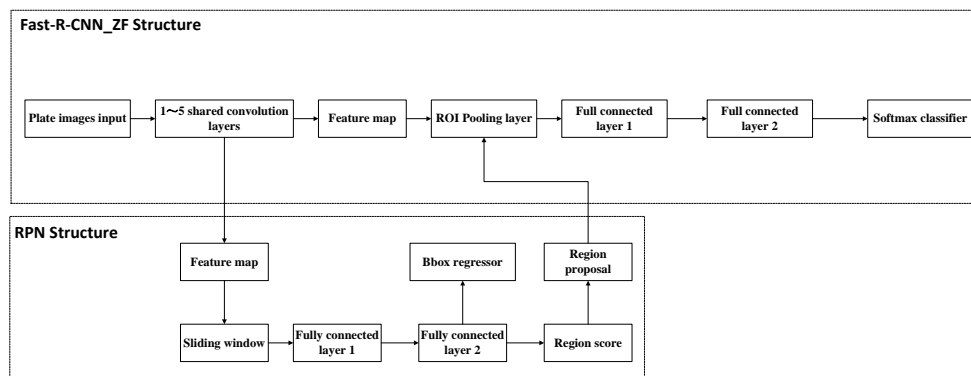 Fast-R-CNN_ZF Structure
Plate images input
1～5 shared convolution
layers
Feature map
ROI Pooling layer
Full connected
layer 1
Full connected
layer 2
Softmax classifier
RPN Structure
Feature map
Bbox regressor
Region
proposal
Sliding window
Fully connected
layer 1
Fully connected
layer 2
Region score